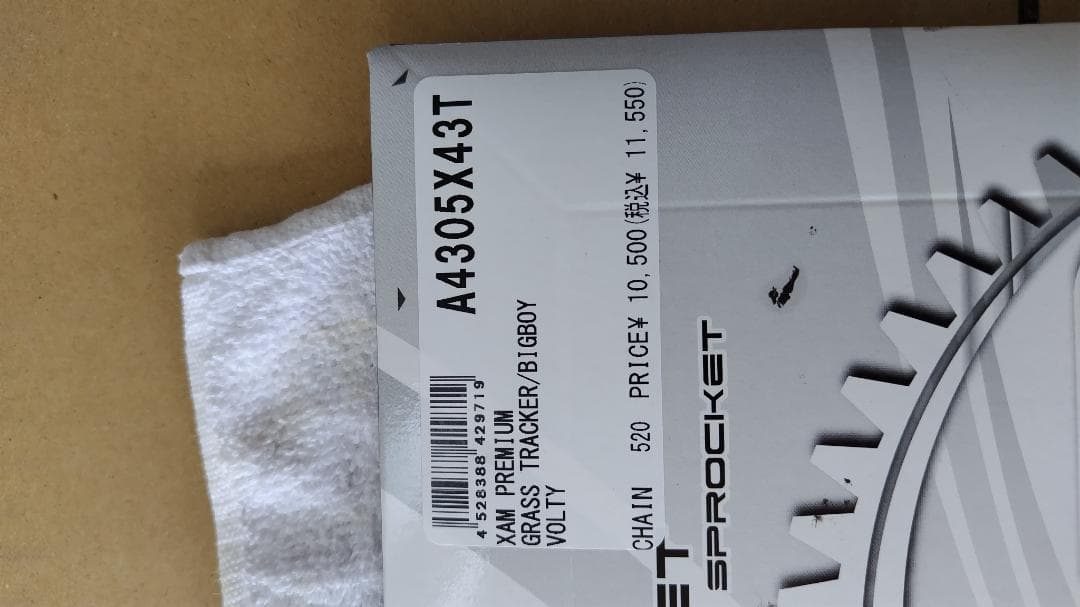 A4305X43T
4 528388 429719
XAM PREMIUM
GRASS TRACKER/BIGBOY
VOLTY
CHAIN 520 PRICE¥ 10,500(税込¥ 11,550)
ET
SPROCKET